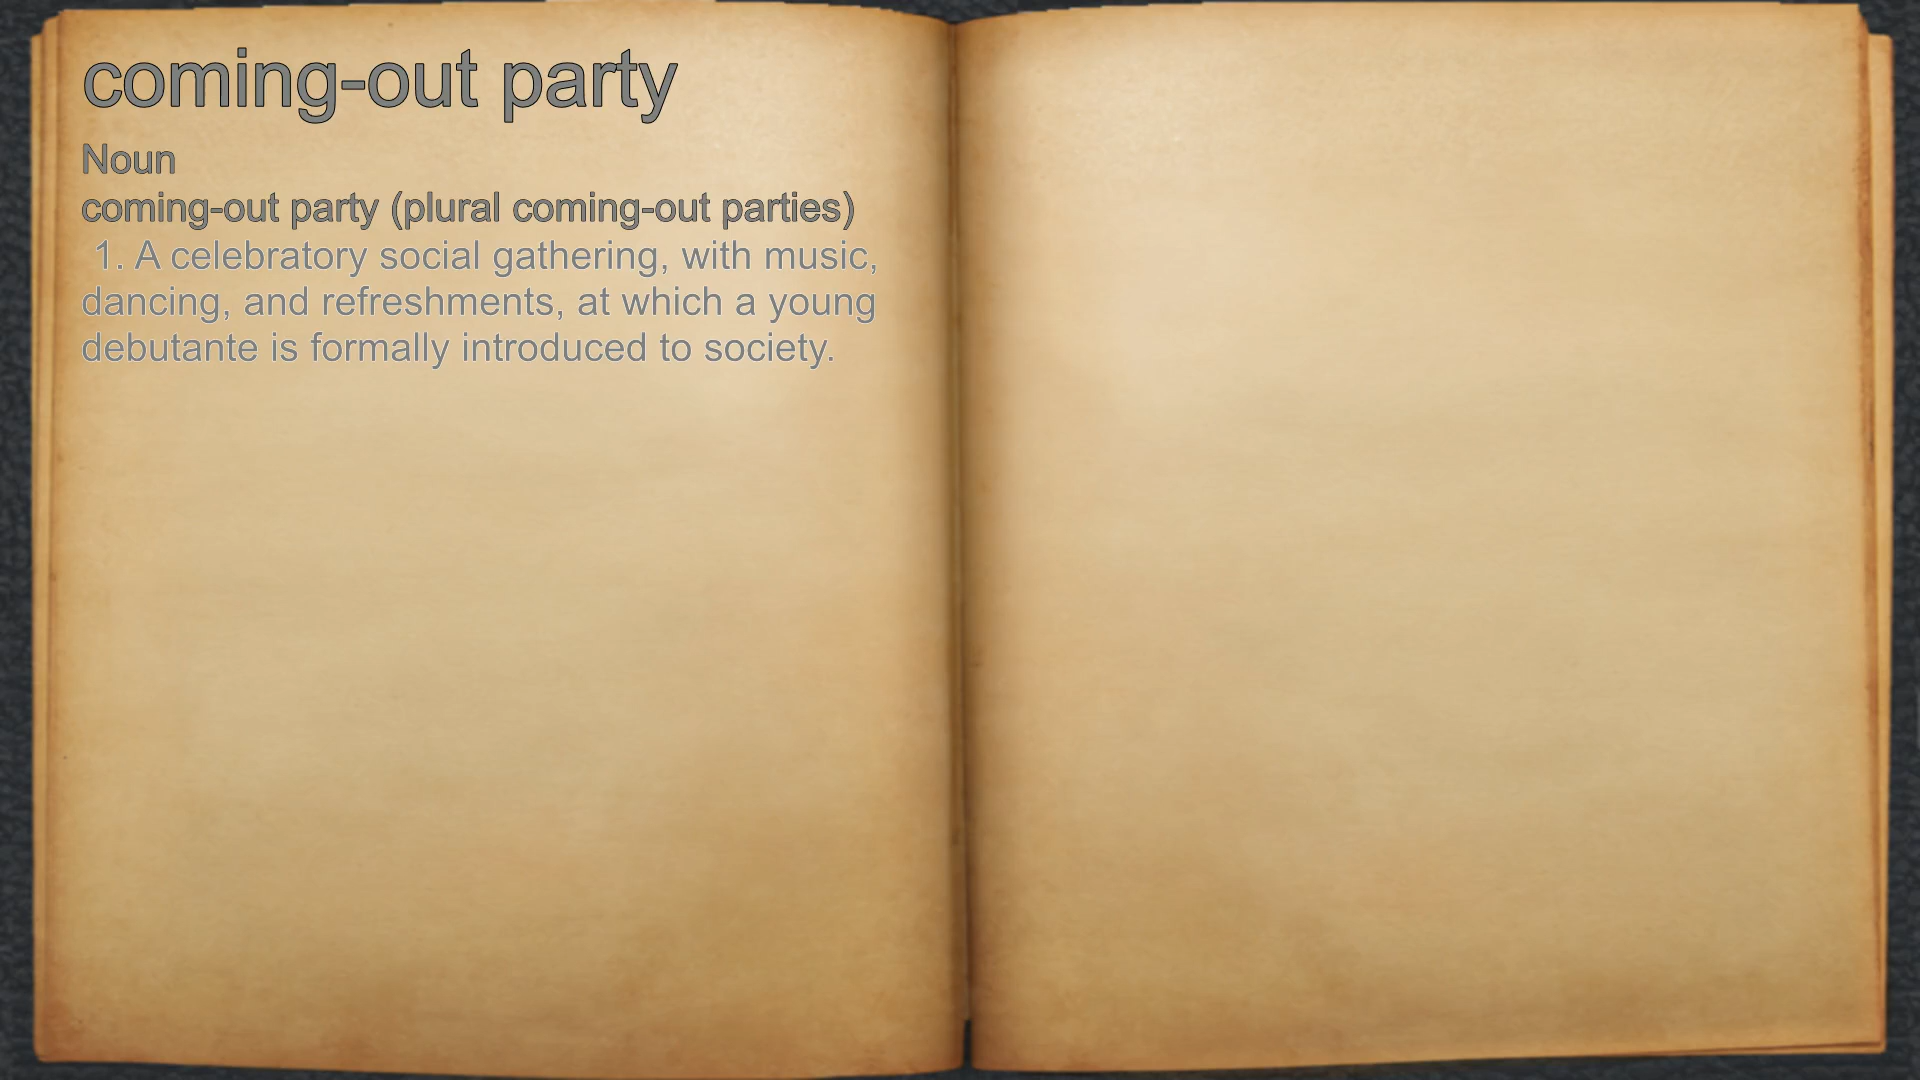 coming-out party
Noun
coming-out party (plural coming-out parties)
1. A celebratory social gathering, with music,
dancing, and refreshments, at which a young
debutante is formally introduced to society.